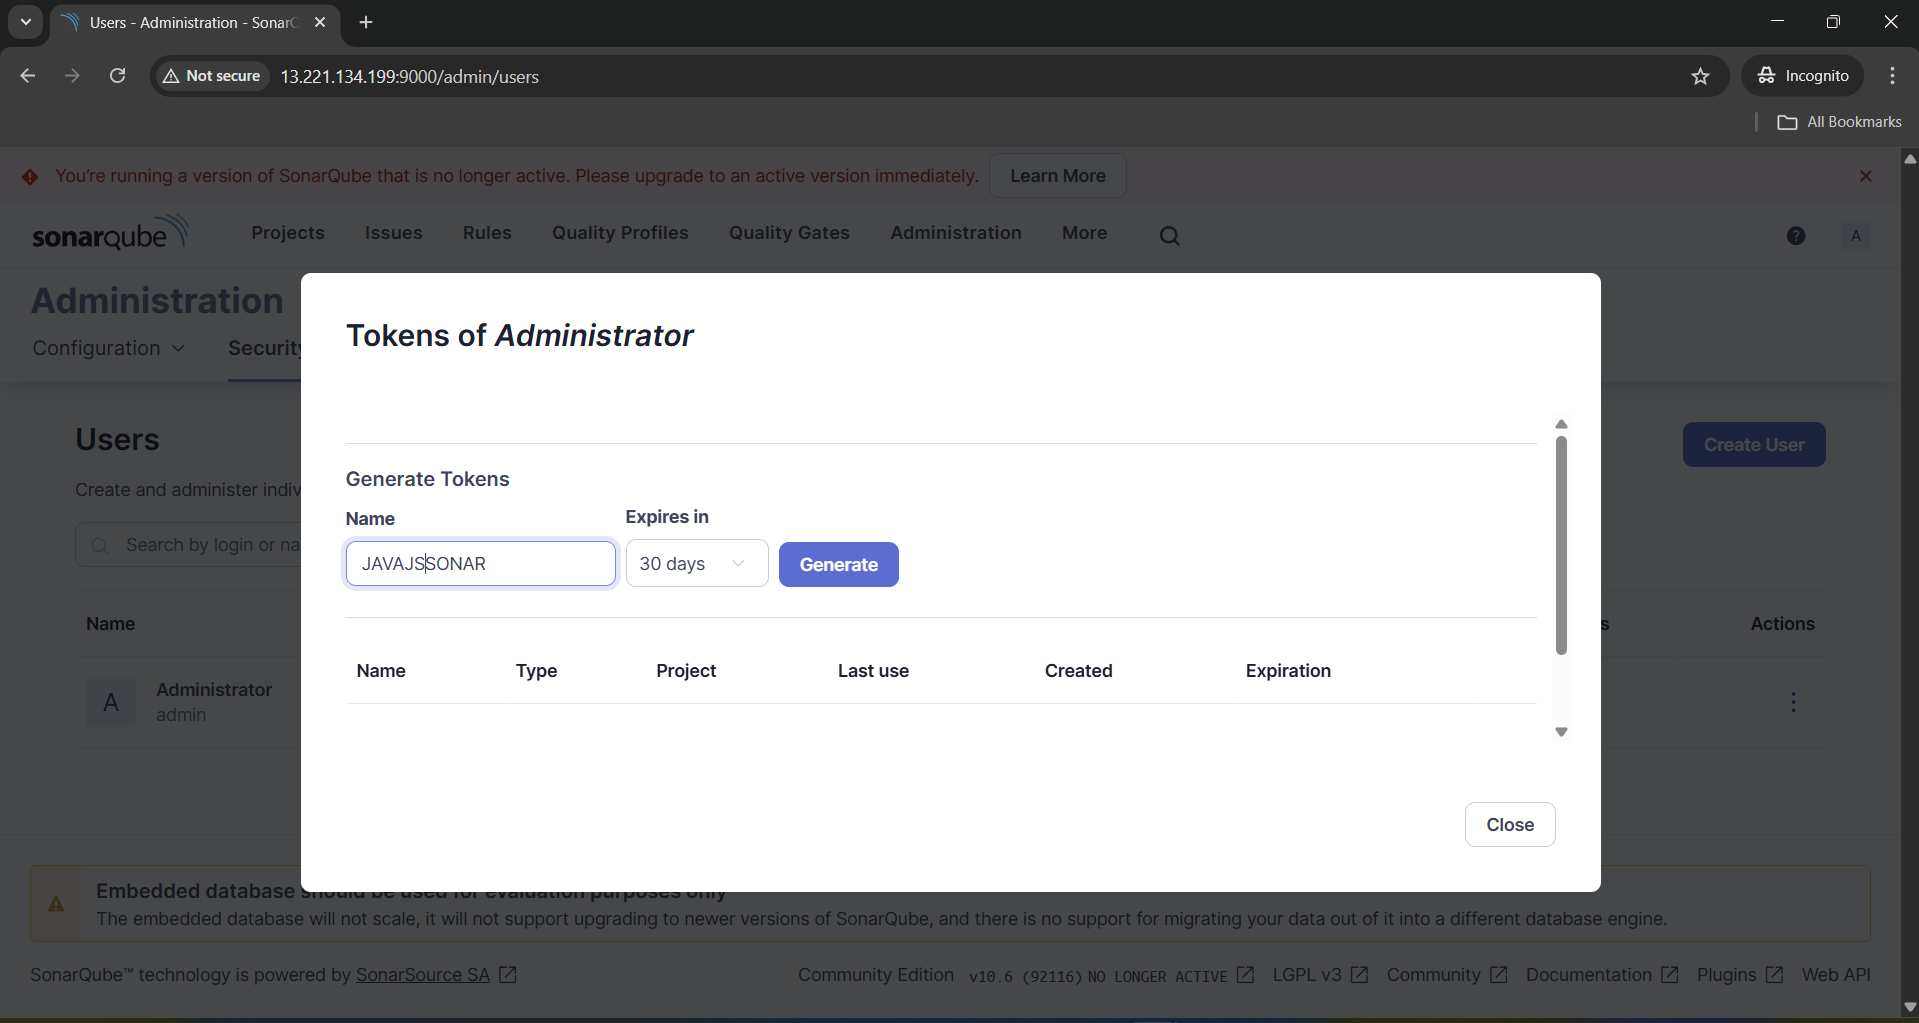 Users - Administration - Sonar
Not secure
13.221.134.199:9000/admin/users
Incognito
All Bookmarks
You're running a version of SonarQube that is no longer active. Please upgrade to an active version immediately.
Learn More
sonarqube
Projects
Issues
Rules
Quality Profiles
Quality Gates
Administration
More
A
Administration
Configuration
Security
Tokens of Administrator
Users
Create User
Create and administer indiv
Search by login or na
Generate Tokens
Name
Expires in
JAVAJSSONAR
30 days
Generate
Name
s
Actions
Name
Type
Project
Last use
Created
Expiration
A
Administrator
admin
Close
Embedded database should be used for evaluation purposes only
The embedded database will not scale, it will not support upgrading to newer versions of SonarQube, and there is no support for migrating your data out of it into a different database engine.
SonarQube™ technology is powered by SonarSource SA
Community Edition
v10.6 (92116) NO LONGER ACTIVE
LGPL v3
Community
Documentation
Plugins
Web API